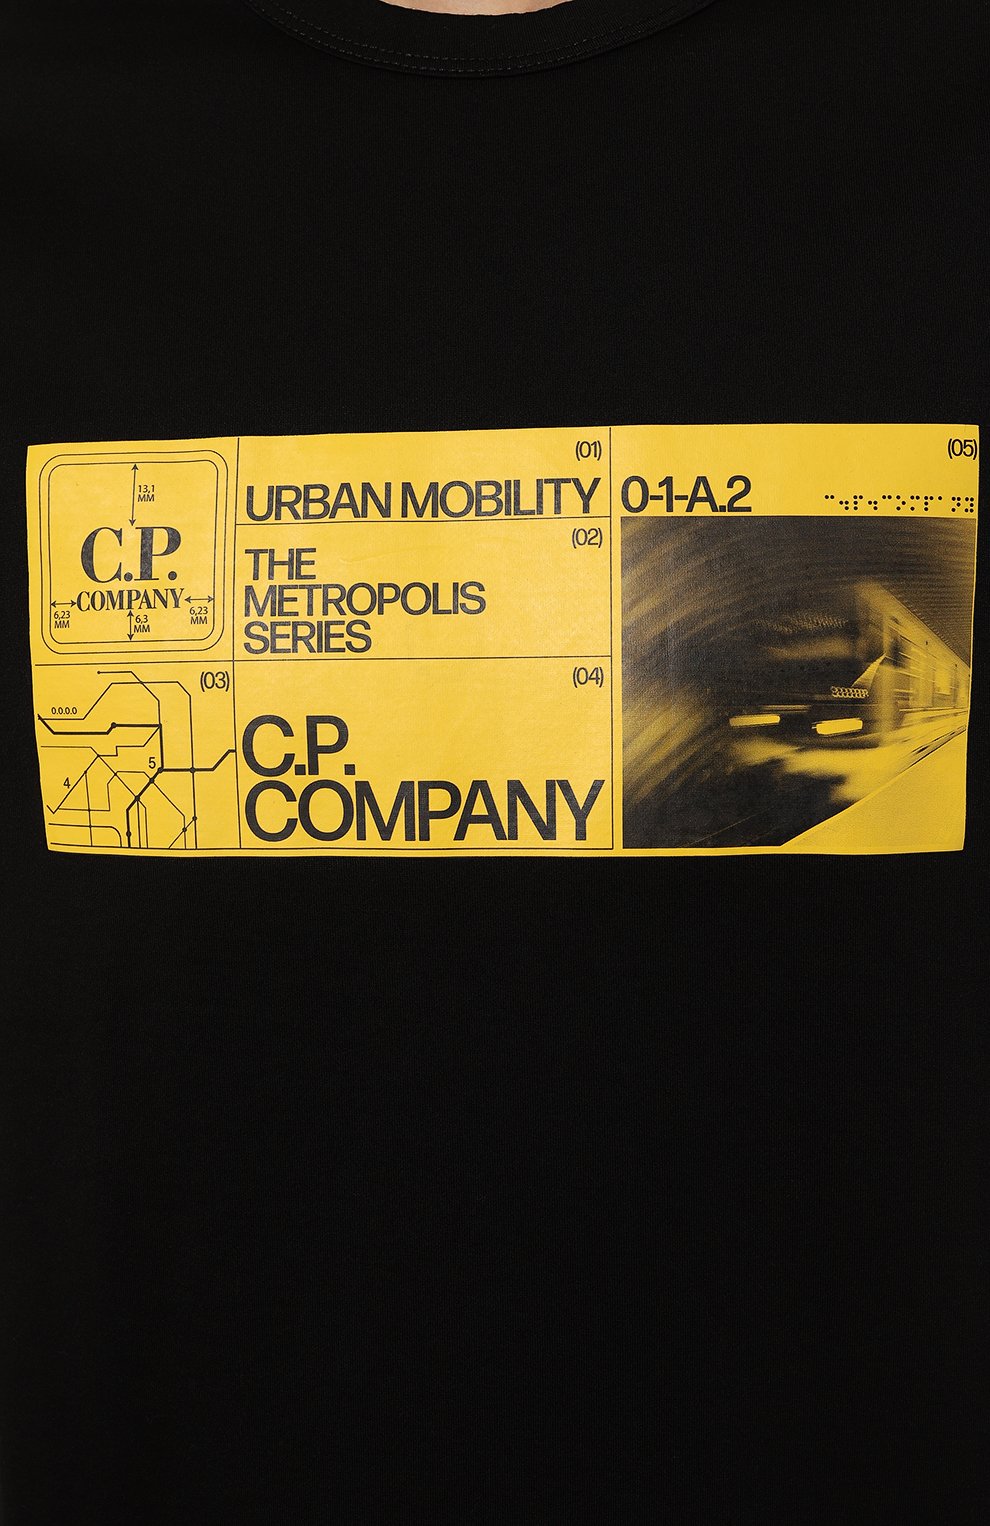 13,1
MM
C.P.
COMPANY
6,23
MM
6,3
MM
6,23
MM
(01)
URBAN MOBILITY
(02)
THE
METROPOLIS
SERIES
(03)
0.0.0.0
5
4
(04)
C.P.
COMPANY
(05)
0-1-A.2